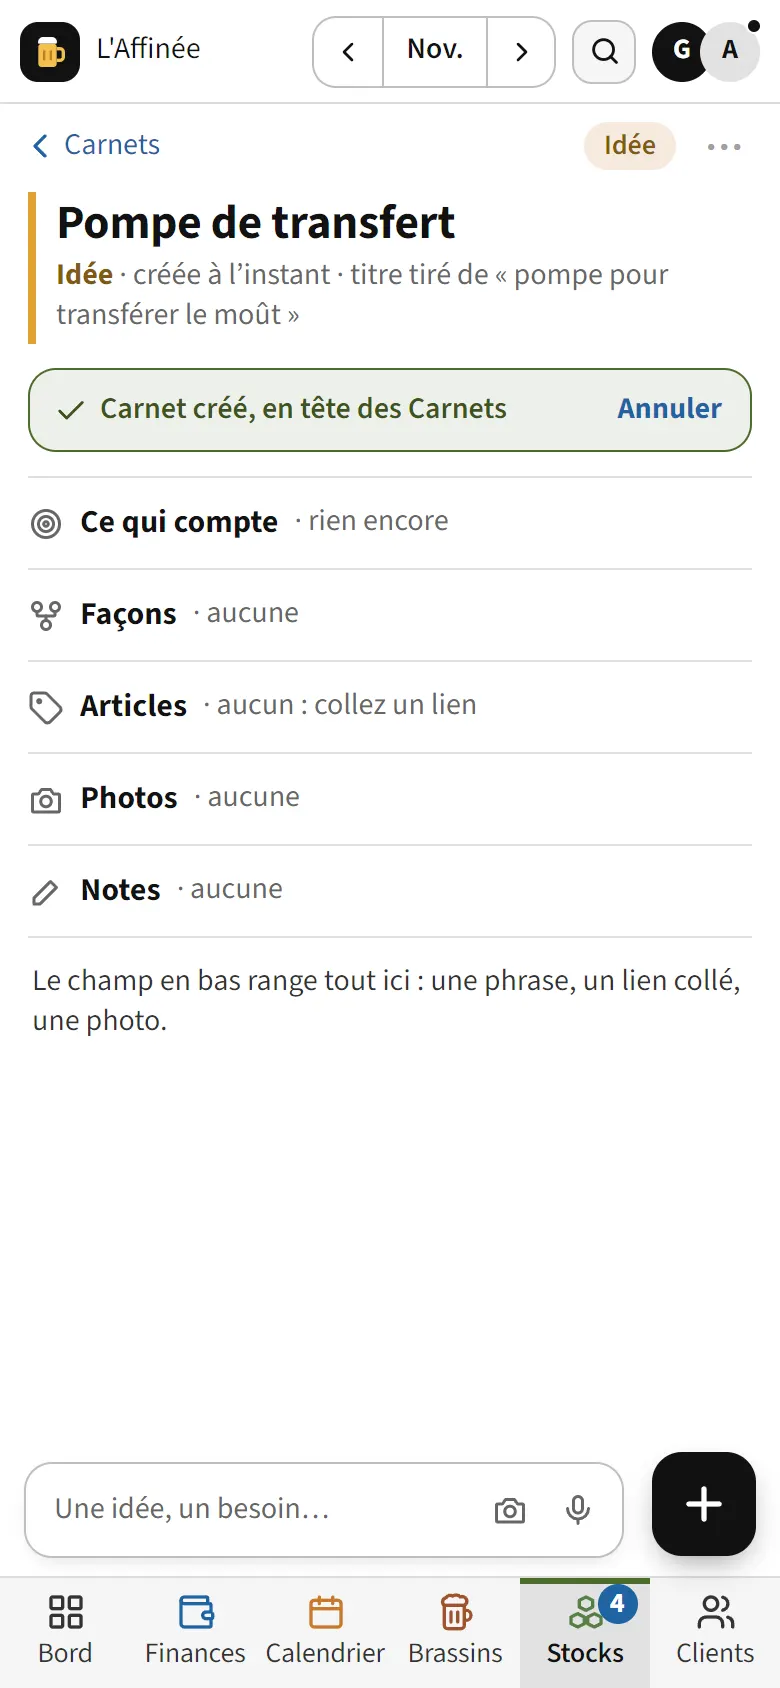 L'Affinée
Nov.
G
A
Carnets
Idée
Pompe de transfert
Idée · créée à l’instant · titre tiré de « pompe pour
transférer le moût »
Carnet créé, en tête des Carnets
Annuler
Ce qui compte · rien encore
Façons · aucune
Articles · aucun : collez un lien
Photos · aucune
Notes · aucune
Le champ en bas range tout ici : une phrase, un lien collé,
une photo.
Une idée, un besoin…
4
Bord
Finances
Calendrier
Brassins
Stocks
Clients